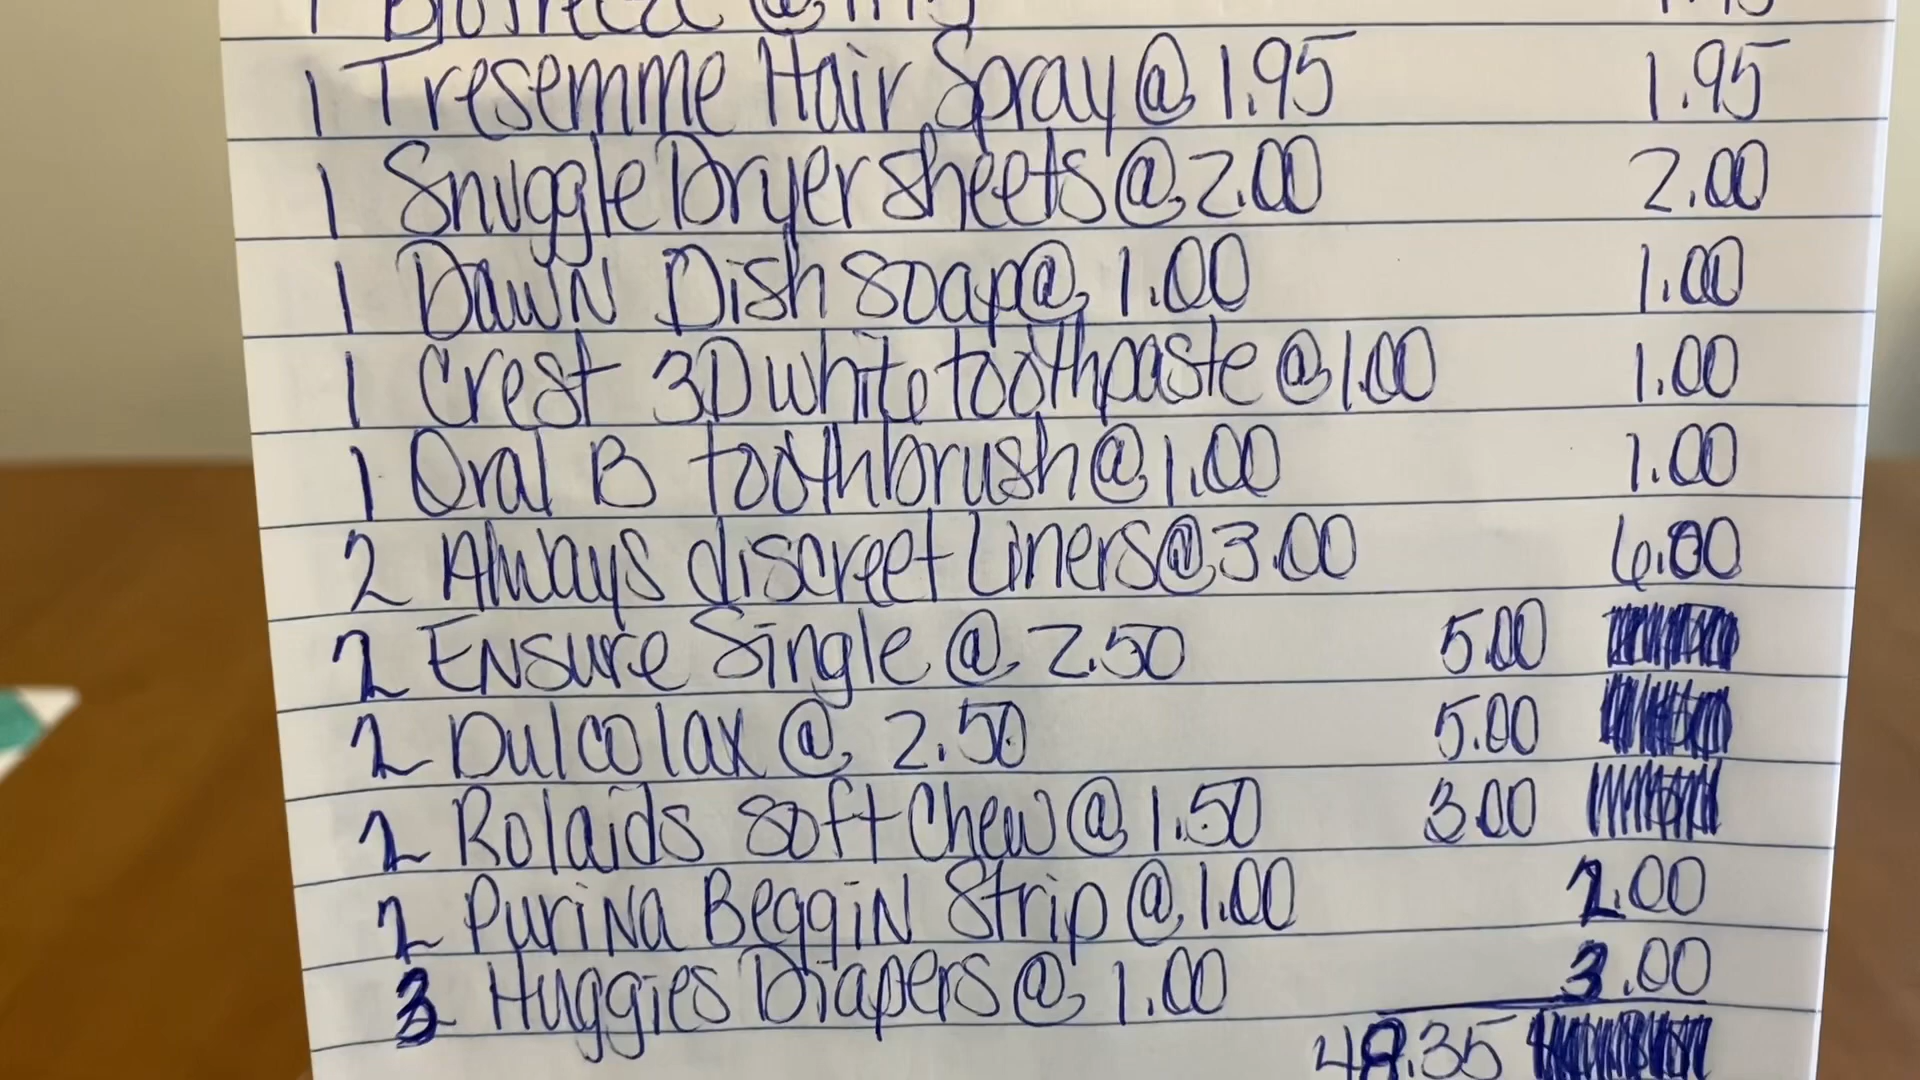 1 Tresemme Hair Spray @ 1.95 1.95
1 Snuggle Dryer sheets @ 2.00 2.00
1 Dawn Dish soap @ 1.00 1.00
1 Crest 3D white toothpaste @ 1.00 1.00
1 Oral B toothbrush @ 1.00 1.00
2 Always discreet Liners @ 3.00 6.00
2 Ensure Single @ 2.50 5.00
2 Dulcolax @ 2.50 5.00
2 Rolaids soft Chew @ 1.50 3.00
2 Purina Beggin Strip @ 1.00 2.00
3 Huggies Diapers @ 1.00 3.00